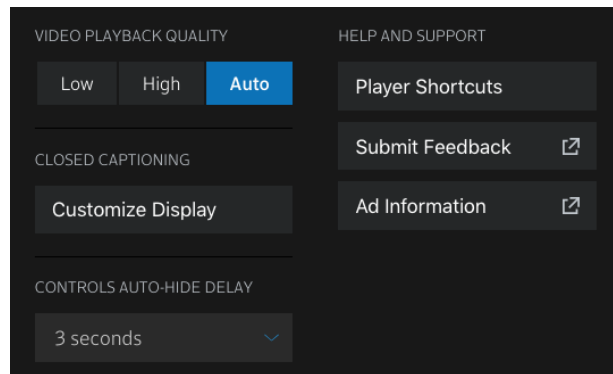 VIDEO PLAYBACK QUALITY
Low High Auto
CLOSED CAPTIONING
Customize Display
CONTROLS AUTO-HIDE DELAY
3 seconds
HELP AND SUPPORT
Player Shortcuts
Submit Feedback
Ad Information